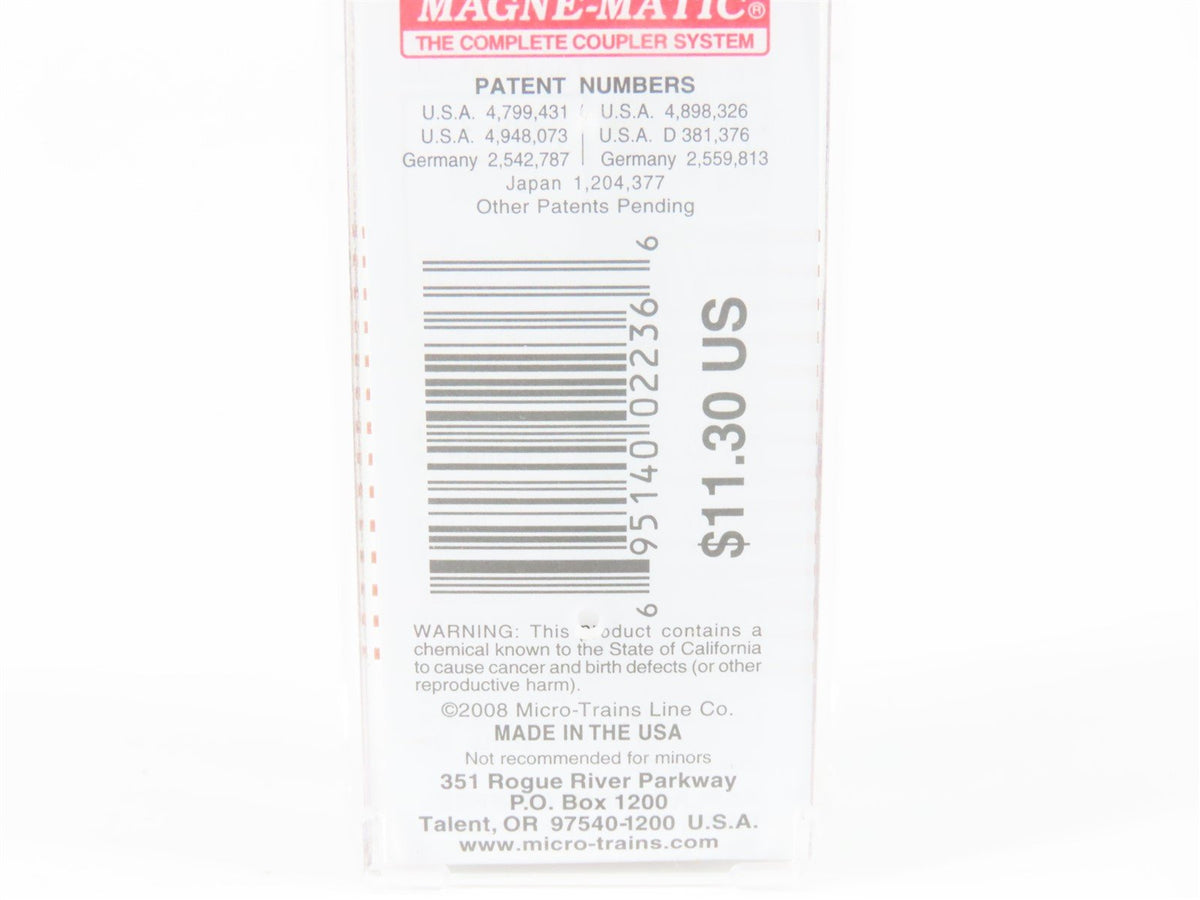 MAGNE-MATIC®
THE COMPLETE COUPLER SYSTEM
PATENT NUMBERS
U.S.A. 4,799,431 U.S.A. 4,898,326
U.S.A. 4,948,073 U.S.A. D 381,376
Germany 2,542,787 Germany 2,559,813
Japan 1,204,377
Other Patents Pending
6 95140 02236 6
$11.30 US
WARNING: This product contains a
chemical known to the State of California
to cause cancer and birth defects (or other
reproductive harm).
©2008 Micro-Trains Line Co.
MADE IN THE USA
Not recommended for minors
351 Rogue River Parkway
P.O. Box 1200
Talent, OR 97540-1200 U.S.A.
www.micro-trains.com